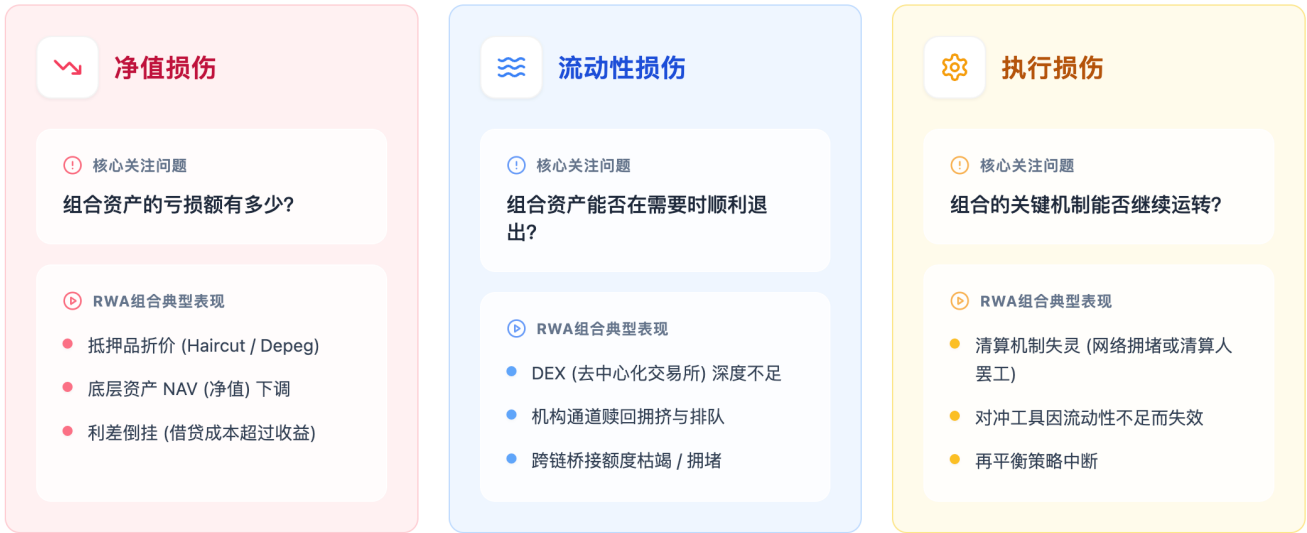 净值损伤
核心关注问题
组合资产的亏损额有多少?
RWA组合典型表现
抵押品折价 (Haircut / Depeg)
底层资产 NAV (净值) 下调
利差倒挂 (借贷成本超过收益)
流动性损伤
核心关注问题
组合资产能否在需要时顺利退
出?
RWA组合典型表现
DEX (去中心化交易所) 深度不足
机构通道赎回拥挤与排队
跨链桥接额度枯竭 / 拥堵
执行损伤
核心关注问题
组合的关键机制能否继续运转?
RWA组合典型表现
清算机制失灵 (网络拥堵或清算人
罢工)
对冲工具因流动性不足而失效
再平衡策略中断